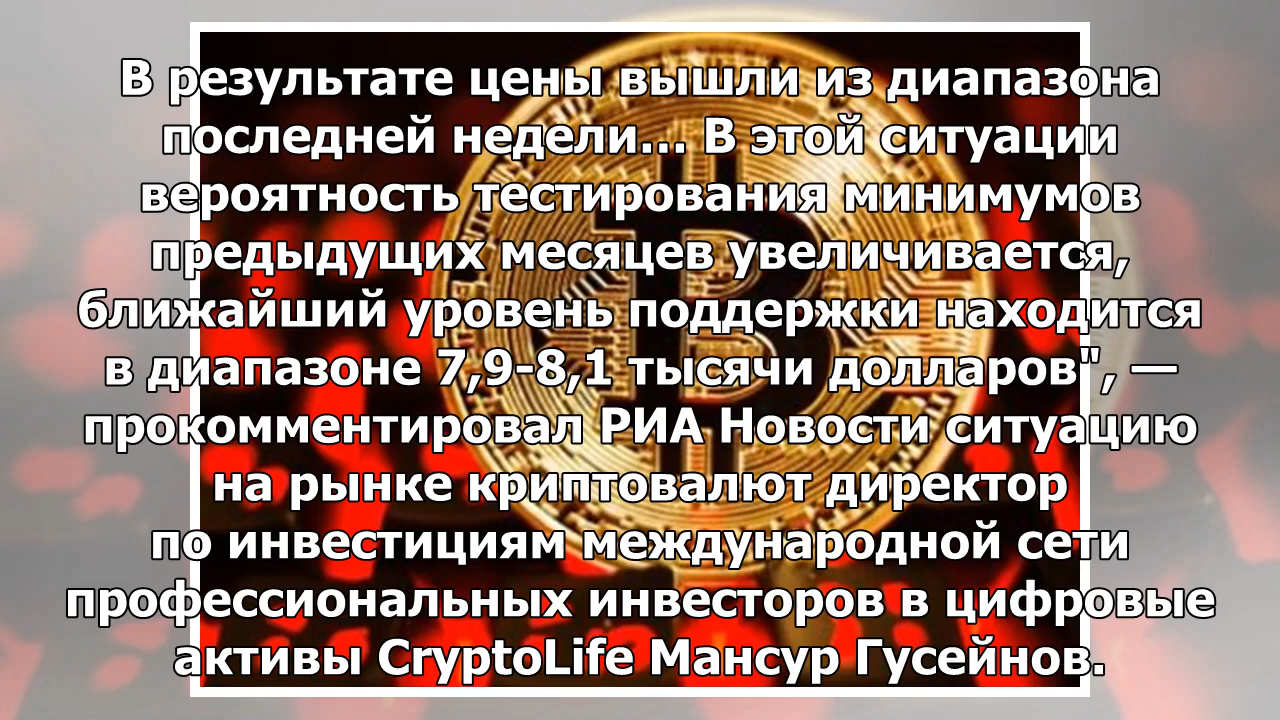 В результате цены вышли из диапазона
последней недели... В этой ситуации
вероятность тестирования минимумов
предыдущих месяцев увеличивается,
ближайший уровень поддержки находится
в диапазоне 7,9-8,1 тысячи долларов", —
прокомментировал РИА Новости ситуацию
на рынке криптовалют директор
по инвестициям международной сети
профессиональных инвесторов в цифровые
активы CryptoLife Мансур Гусейнов.